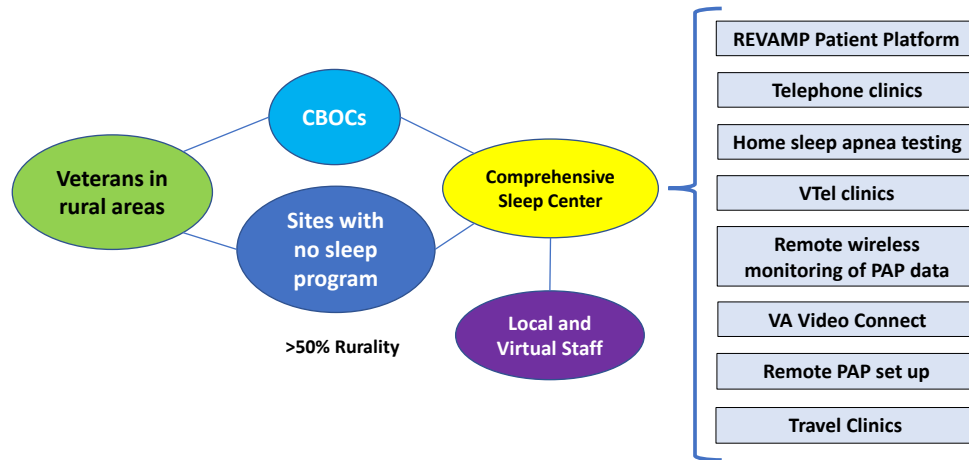 CBOCs
Veterans in
rural areas
Sites with
no sleep
program
>50% Rurality
Comprehensive
Sleep Center
Local and
Virtual Staff
REVAMP Patient Platform
Telephone clinics
Home sleep apnea testing
VTel clinics
Remote wireless
monitoring of PAP data
VA Video Connect
Remote PAP set up
Travel Clinics